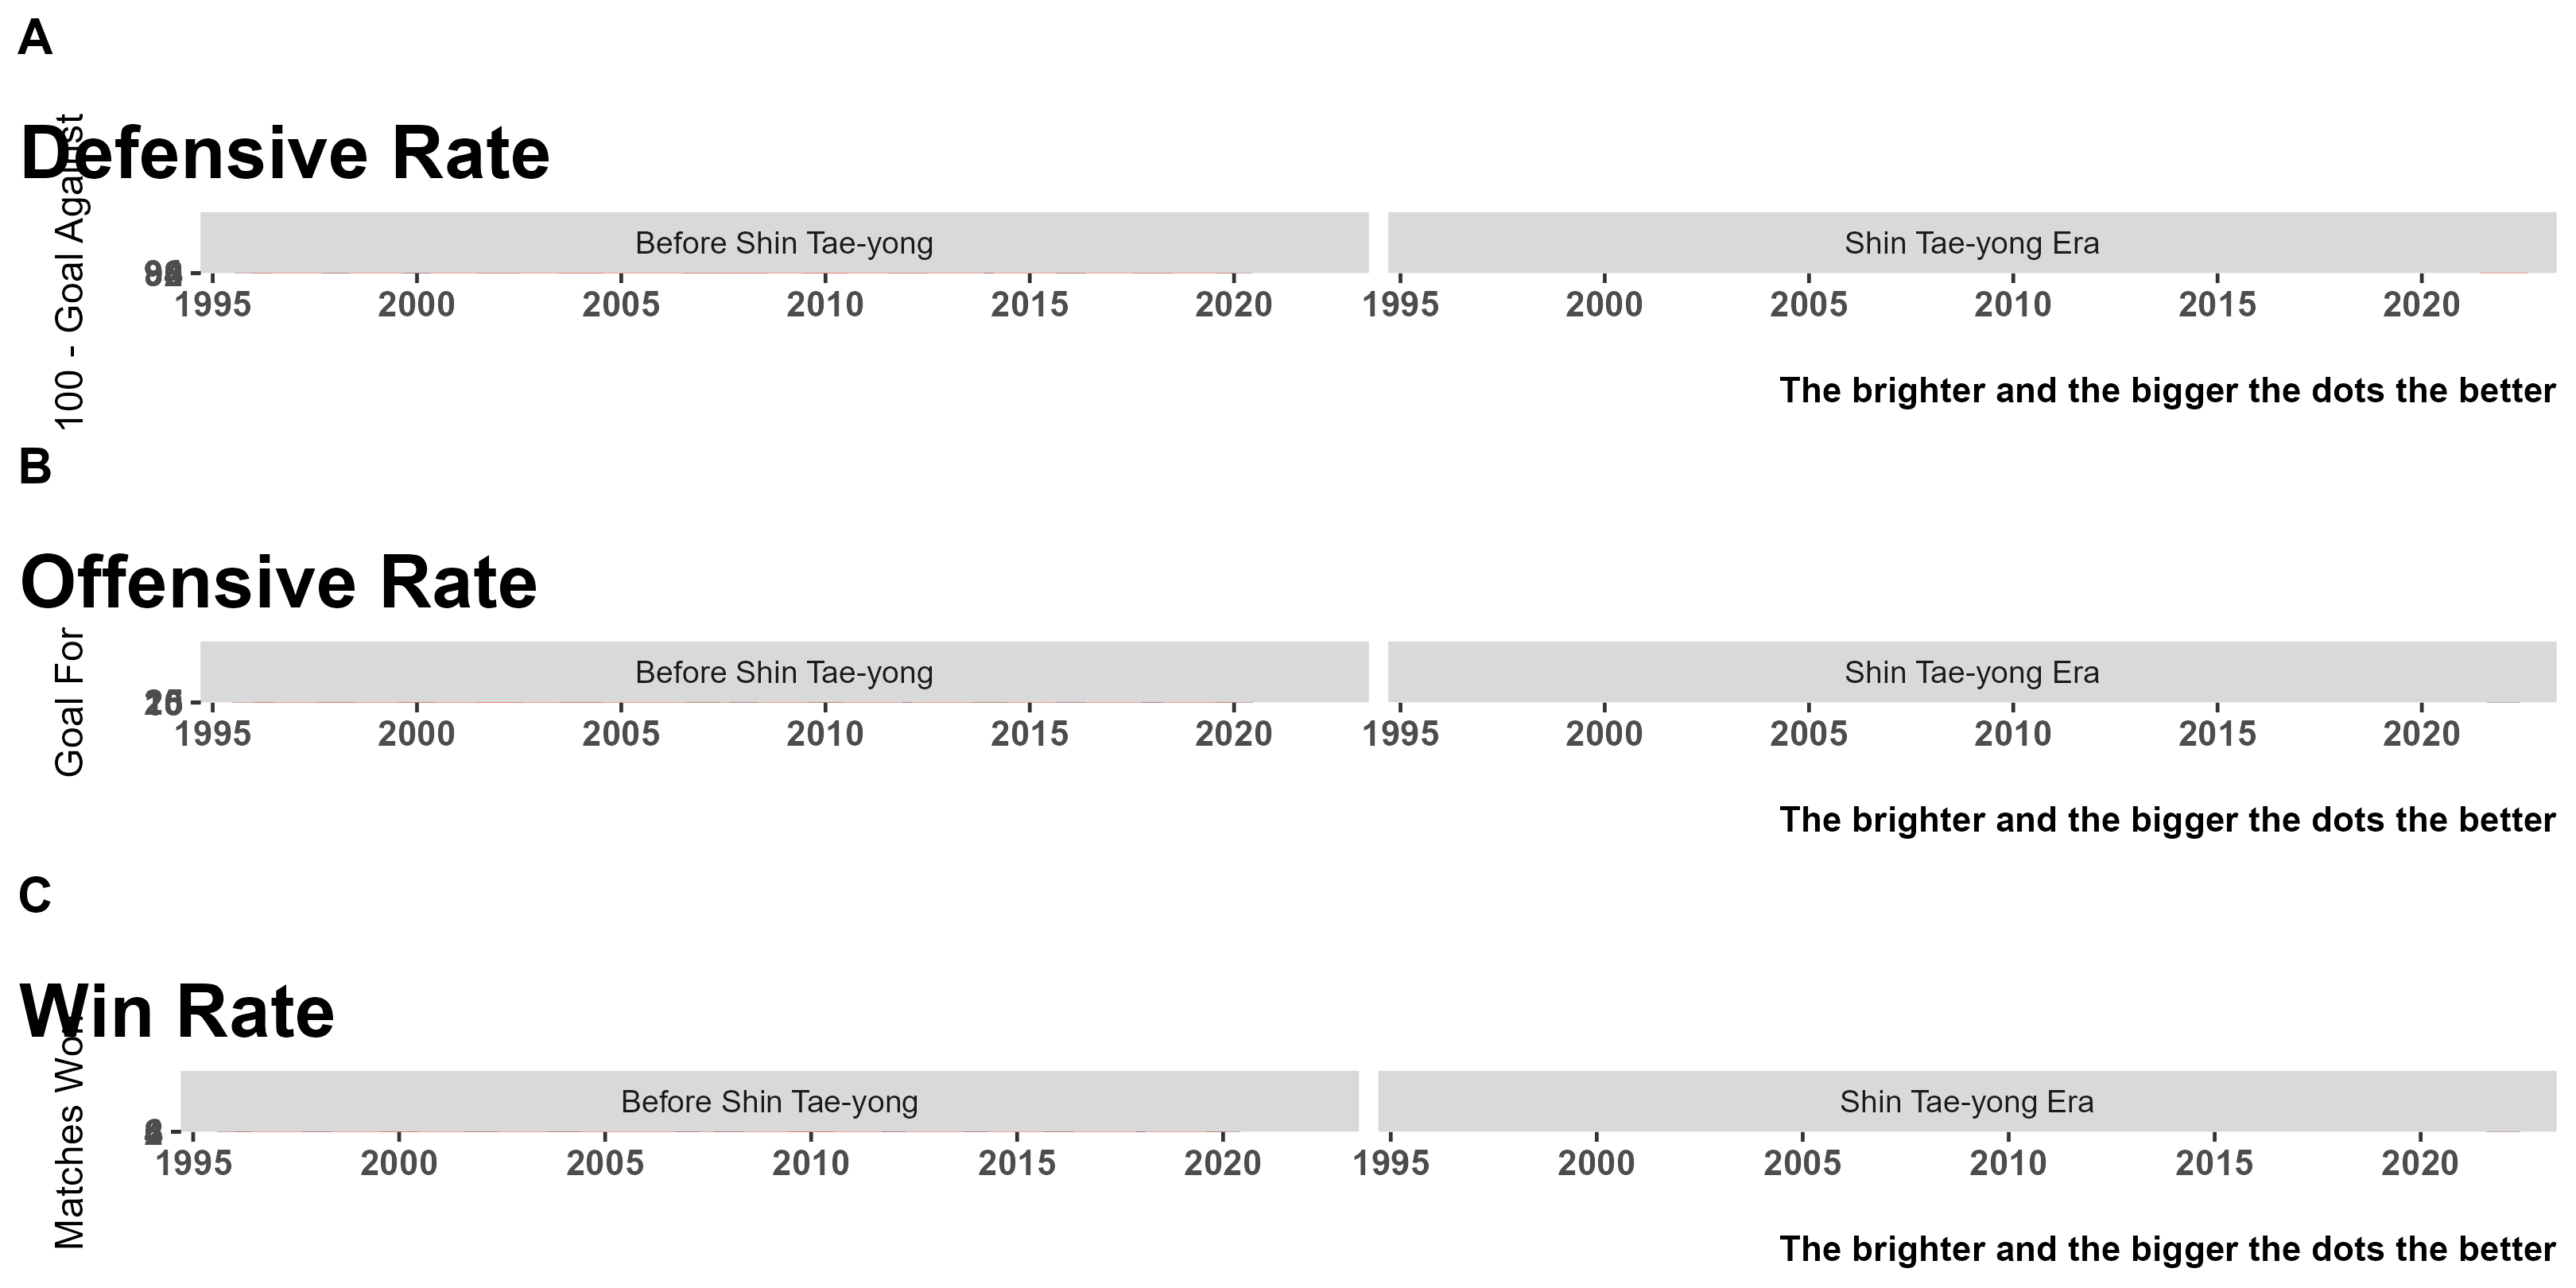 A
Defensive Rate
100 - Goal Against
Before Shin Tae-yong
Shin Tae-yong Era
1995 2000 2005 2010 2015 2020 1995 2000 2005 2010 2015 2020
The brighter and the bigger the dots the better
B
Offensive Rate
Goal For
Before Shin Tae-yong
Shin Tae-yong Era
1995 2000 2005 2010 2015 2020 1995 2000 2005 2010 2015 2020
The brighter and the bigger the dots the better
C
Win Rate
Matches Won
Before Shin Tae-yong
Shin Tae-yong Era
1995 2000 2005 2010 2015 2020 1995 2000 2005 2010 2015 2020
The brighter and the bigger the dots the better